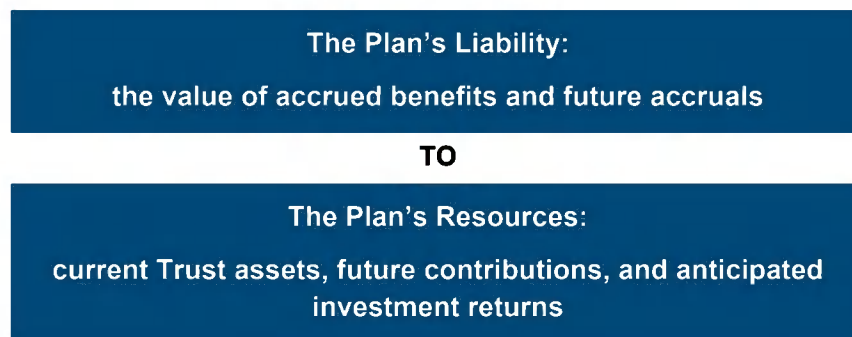 The Plan's Liability:
the value of accrued benefits and future accruals
TO
The Plan's Resources:
current Trust assets, future contributions, and anticipated
investment returns